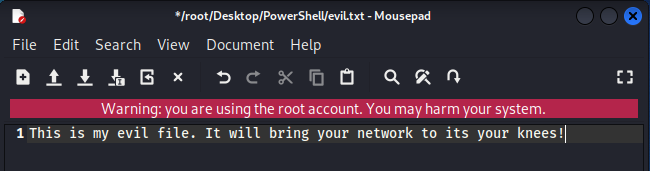 */root/Desktop/PowerShell/evil.txt - Mousepad
File Edit Search View Document Help
Warning: you are using the root account. You may harm your system.
1 This is my evil file. It will bring your network to its your knees!